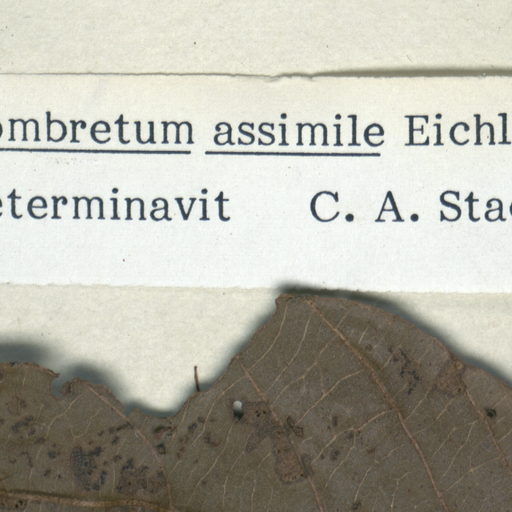 ombretum assimile Eichl
eterminavit C. A. Stac